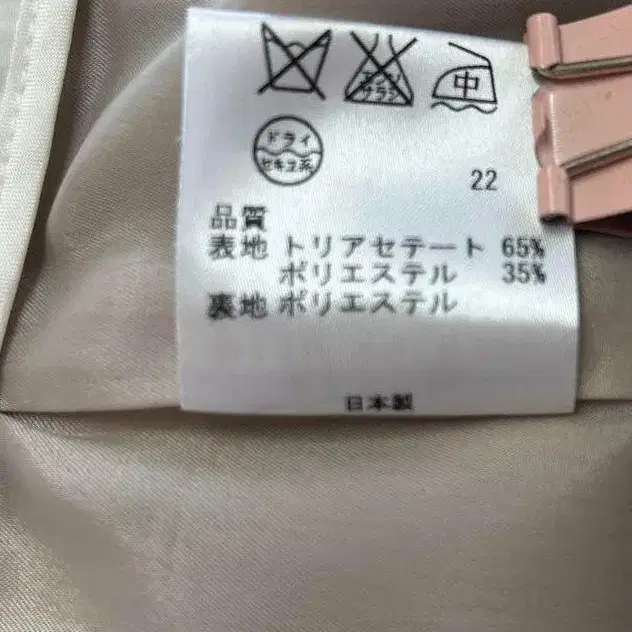 エンソ
サラシ
中
ドライ
セキユ系
22
品質
表地 トリアセテート 65%
ポリエステル 35%
裏地 ポリエステル
日本製